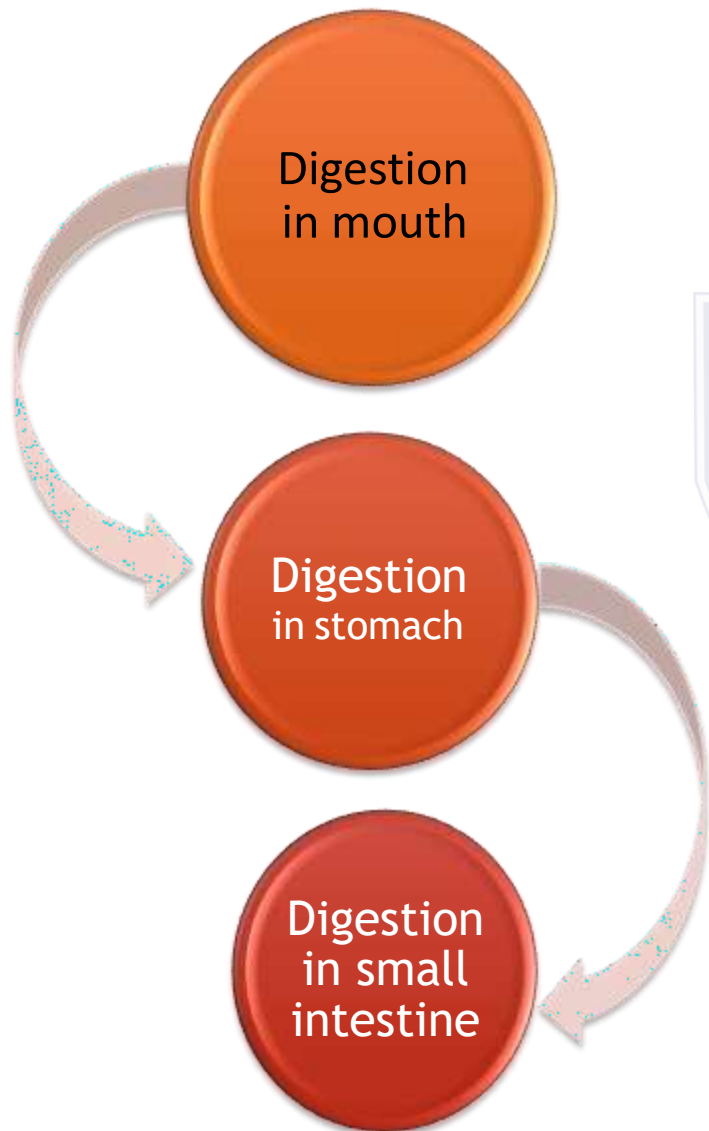 Digestion
in mouth
Digestion
in stomach
Digestion
in small
intestine